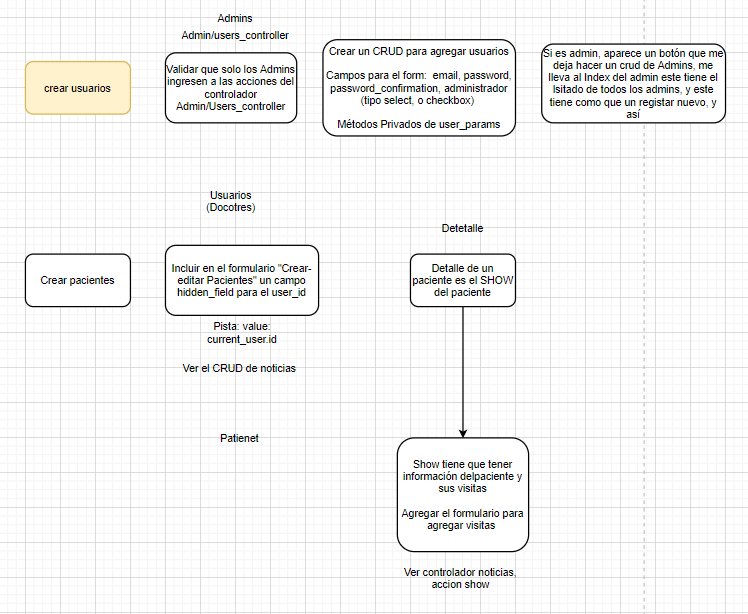 Admins
Admin/users_controller
crear usuarios
Validar que solo los Admins
ingresen a las acciones del
controlador
Admin/Users_controller
Crear un CRUD para agregar usuarios
Campos para el form: email, password,
password_confirmation, administrador
(tipo select, o checkbox)
Métodos Privados de user_params
Si es admin, aparece un botón que me
deja hacer un crud de Admins, me
lleva al Index del admin este tiene el
lsitado de todos los admins, y este
tiene como que un registar nuevo, y
así
Usuarios
(Docotres)
Detetalle
Crear pacientes
Incluir en el formulario "Crear-
editar Pacientes" un campo
hidden_field para el user_id
Detalle de un
paciente es el SHOW
del paciente
Pista: value:
current_user.id
Ver el CRUD de noticias
Patienet
Show tiene que tener
información delpaciente y
sus visitas
Agregar el formulario para
agregar visitas
Ver controlador noticias,
accion show